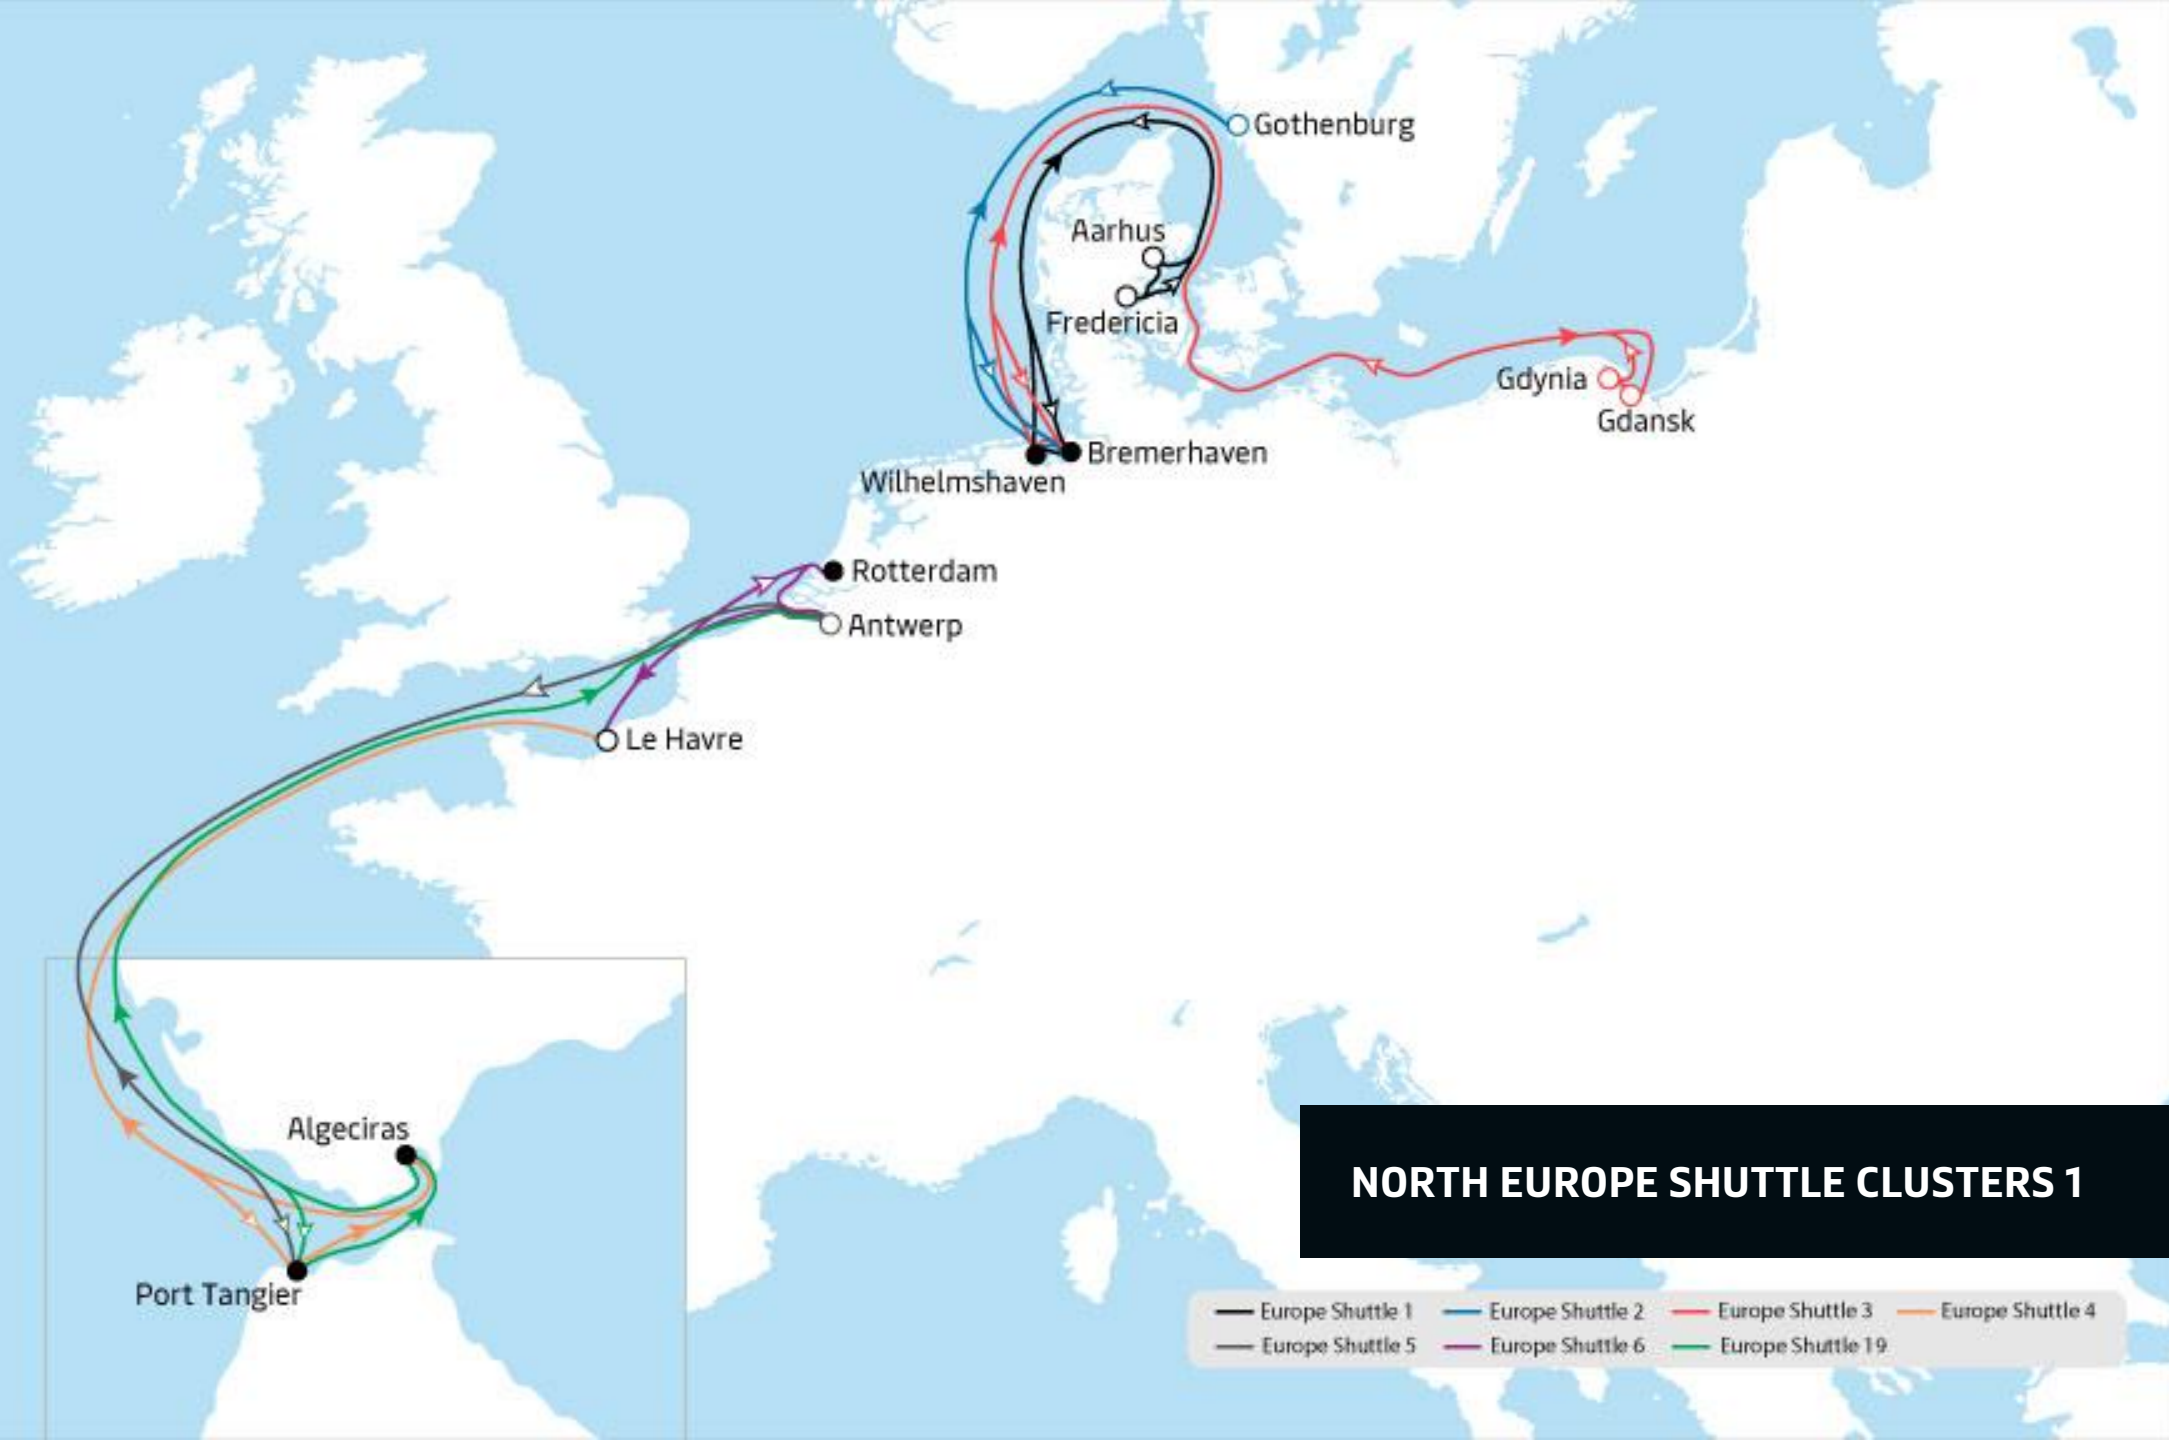 Gothenburg
Aarhus
Fredericia
Gdynia
Gdansk
Bremerhaven
Wilhelmshaven
Rotterdam
Antwerp
Le Havre
Algeciras
Port Tangier
NORTH EUROPE SHUTTLE CLUSTERS 1
Europe Shuttle 1 Europe Shuttle 2 Europe Shuttle 3 Europe Shuttle 4
Europe Shuttle 5 Europe Shuttle 6 Europe Shuttle 19